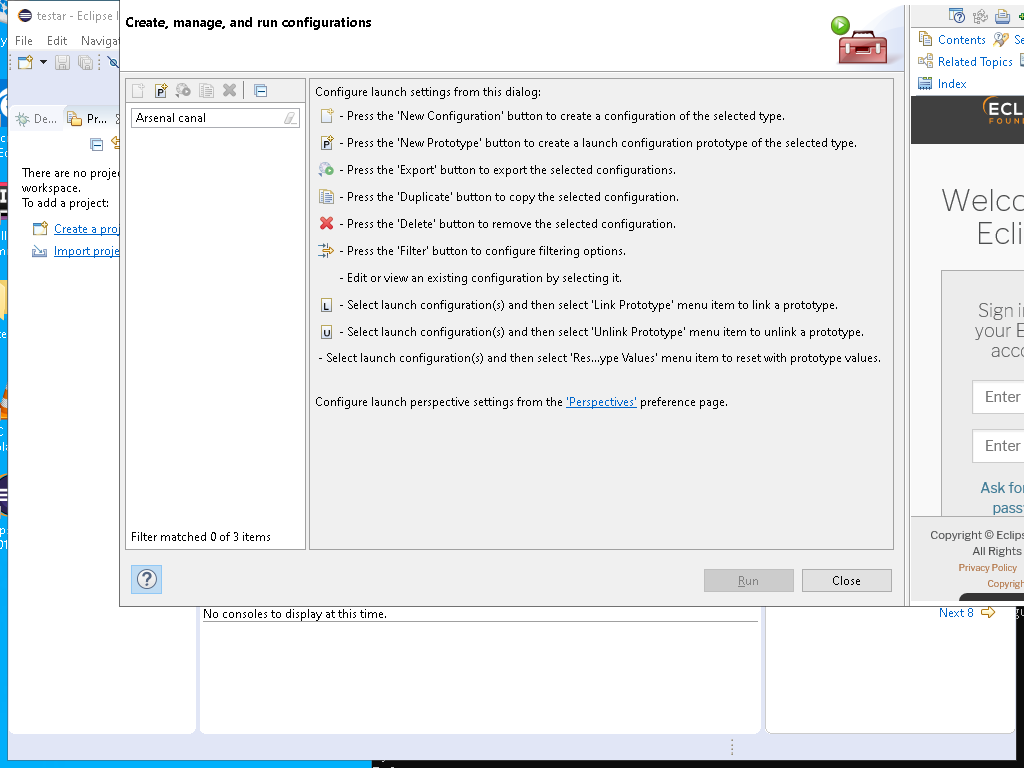 testar - Eclipse I
File Edit Naviga
De... Pr...
There are no proje
workspace.
To add a project:
Create a proj
Import proje
Create, manage, and run configurations
Arsenal canal
Filter matched 0 of 3 items
Configure launch settings from this dialog:
- Press the 'New Configuration' button to create a configuration of the selected type.
- Press the 'New Prototype' button to create a launch configuration prototype of the selected type.
- Press the 'Export' button to export the selected configurations.
- Press the 'Duplicate' button to copy the selected configuration.
- Press the 'Delete' button to remove the selected configuration.
- Press the 'Filter' button to configure filtering options.
- Edit or view an existing configuration by selecting it.
L - Select launch configuration(s) and then select 'Link Prototype' menu item to link a prototype.
U - Select launch configuration(s) and then select 'Unlink Prototype' menu item to unlink a prototype.
- Select launch configuration(s) and then select 'Res...ype Values' menu item to reset with prototype values.
Configure launch perspective settings from the 'Perspectives' preference page.
Run Close
Contents Se
Related Topics
Index
ECL
FOUN
Welco
Ecli
Sign i
your E
acco
Enter
Enter
Ask for
passw
Copyright © Eclips
All Rights
Privacy Policy
Copyrigh
Next 8
No consoles to display at this time.